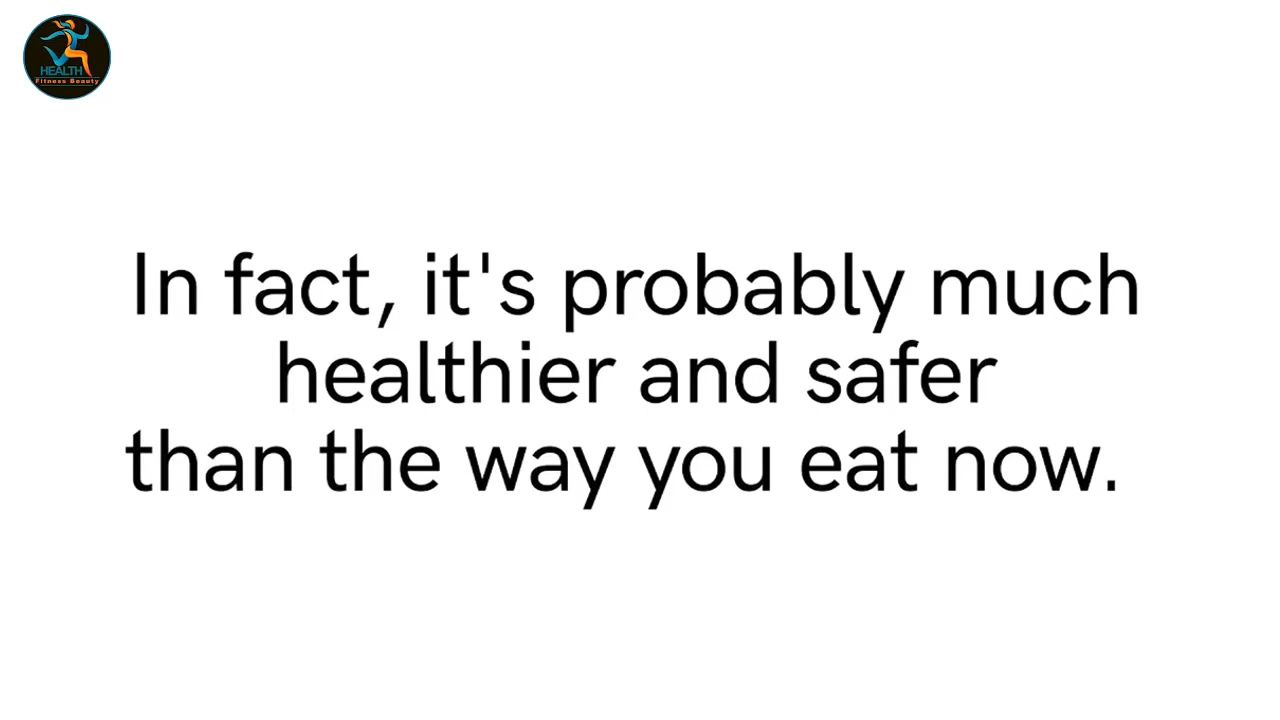 HEALTH
Fitness Beauty
In fact, it's probably much
healthier and safer
than the way you eat now.